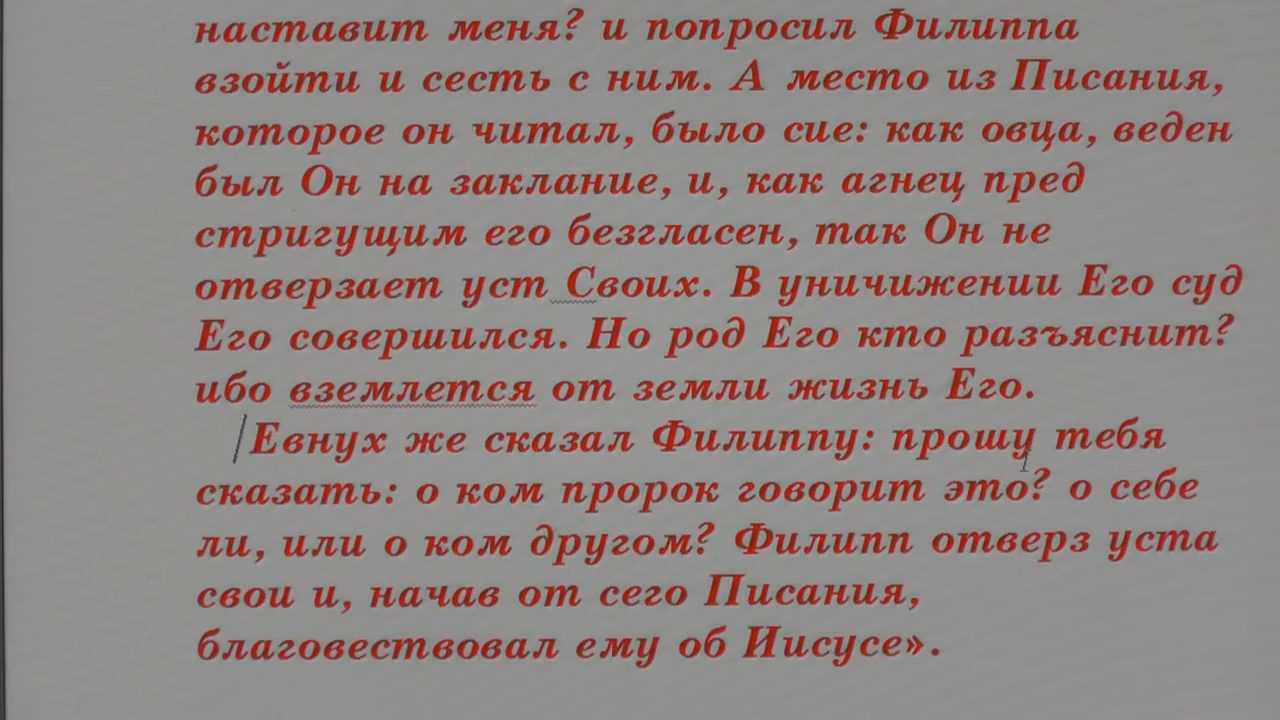 наставит меня? и попросил Филиппа
взойти и сесть с ним. А место из Писания,
которое он читал, было сие: как овца, веден
был Он на заклание, и, как агнец пред
стригущим его безгласен, так Он не
отверзает уст Своих. В уничижении Его суд
Его совершился. Но род Его кто разъяснит?
ибо вземлется от земли жизнь Его.
Евнух же сказал Филиппу: прошу тебя
сказать: о ком пророк говорит это? о себе
ли, или о ком другом? Филипп отверз уста
свои и, начав от сего Писания,
благовествовал ему об Иисусе».